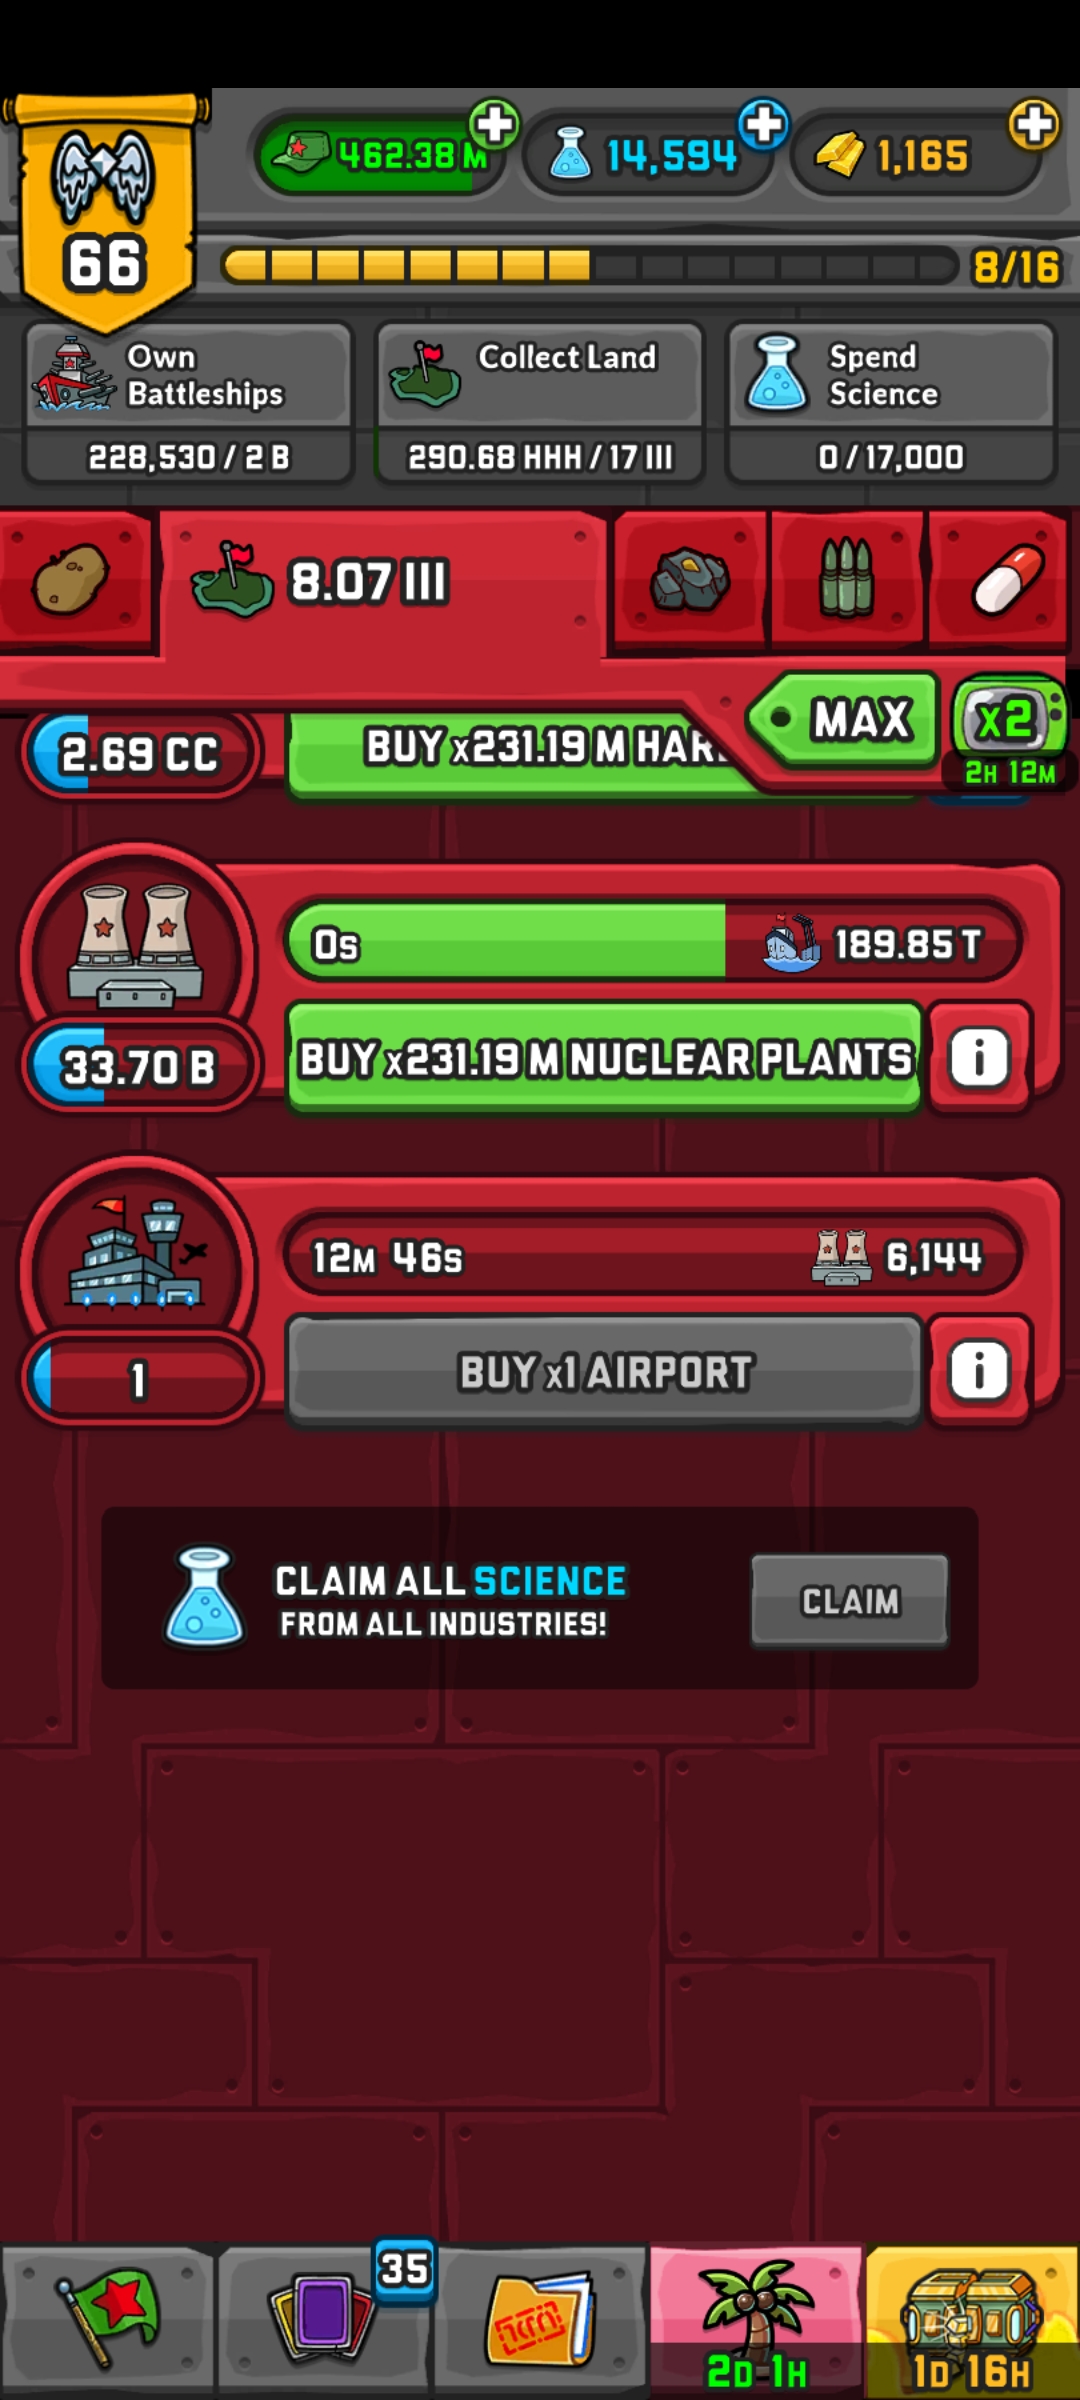 462.38 M
14,594
1,165
66
8/16
Own
Battleships
228,530 / 2 B
Collect Land
290.68 HHH / 17 III
Spend
Science
0 / 17,000
8.07 III
MAX
x2
2H 12M
2.69 CC
BUY x231.19 M
0s
189.85 T
33.70 B
BUY x231.19 M NUCLEAR PLANTS
i
12M 46s
6,144
1
BUY x1 AIRPORT
i
CLAIM ALL SCIENCE
FROM ALL INDUSTRIES!
CLAIM
35
2D 1H
1D 16H